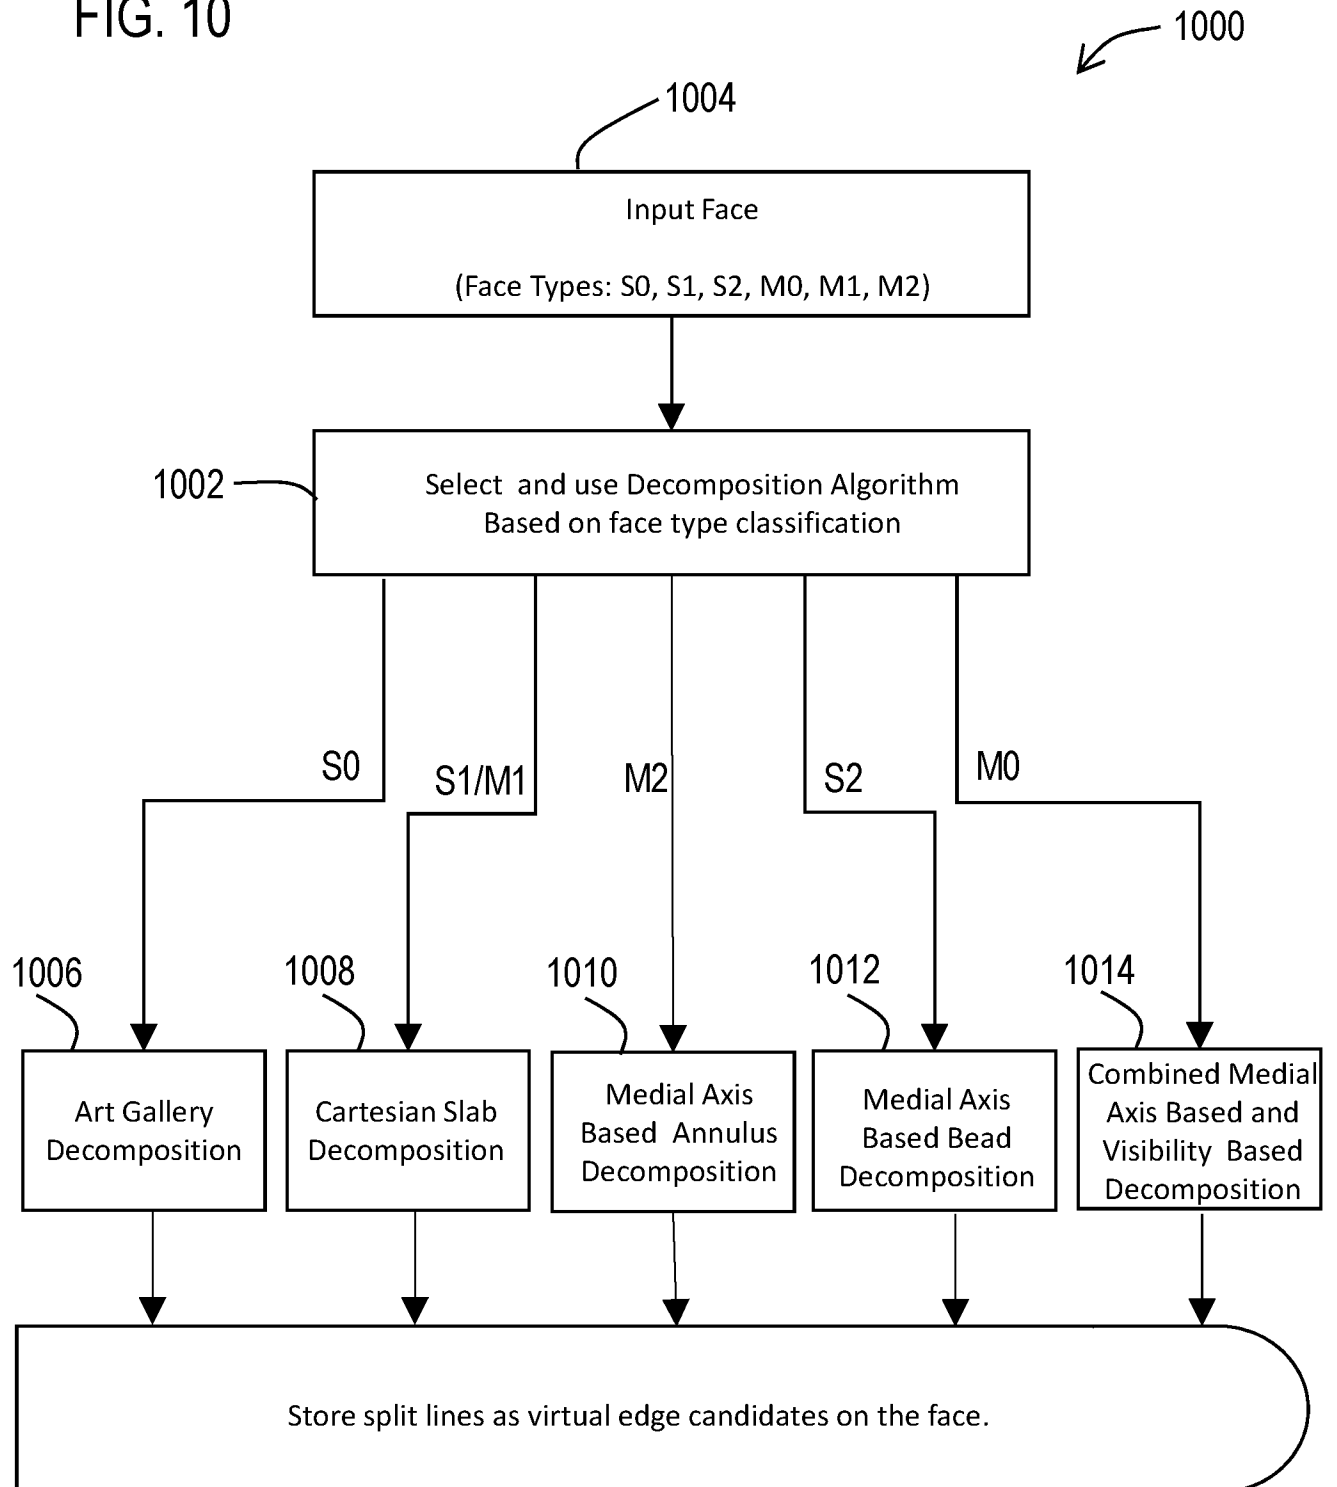 FIG. 10
1000
1004
Input Face
(Face Types: S0, S1, S2, M0, M1, M2)
1002
Select and use Decomposition Algorithm
Based on face type classification
S0
S1/M1
M2
S2
M0
1006
1008
1010
1012
1014
Art Gallery
Decomposition
Cartesian Slab
Decomposition
Medial Axis
Based Annulus
Decomposition
Medial Axis
Based Bead
Decomposition
Combined Medial
Axis Based and
Visibility Based
Decomposition
Store split lines as virtual edge candidates on the face.